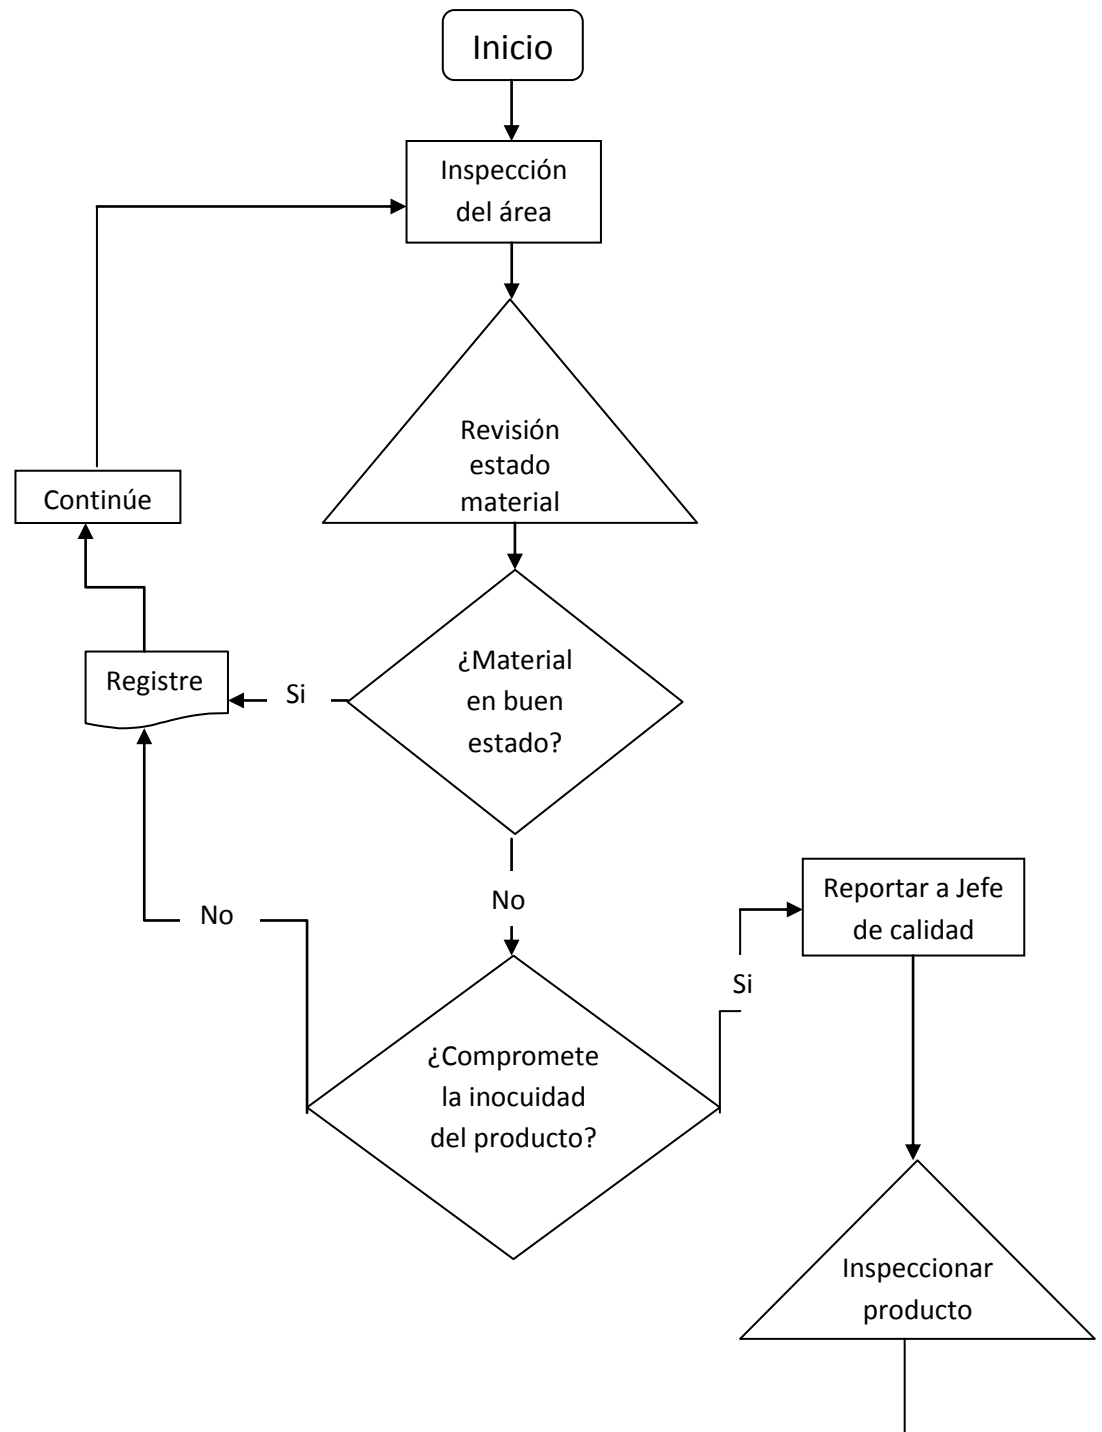 Inicio
Inspección
del área
Revisión
estado
material
Continúe
¿Material
en buen
estado?
Registre
Si
No
No
Reportar a Jefe
de calidad
Si
¿Compromete
la inocuidad
del producto?
Inspeccionar
producto